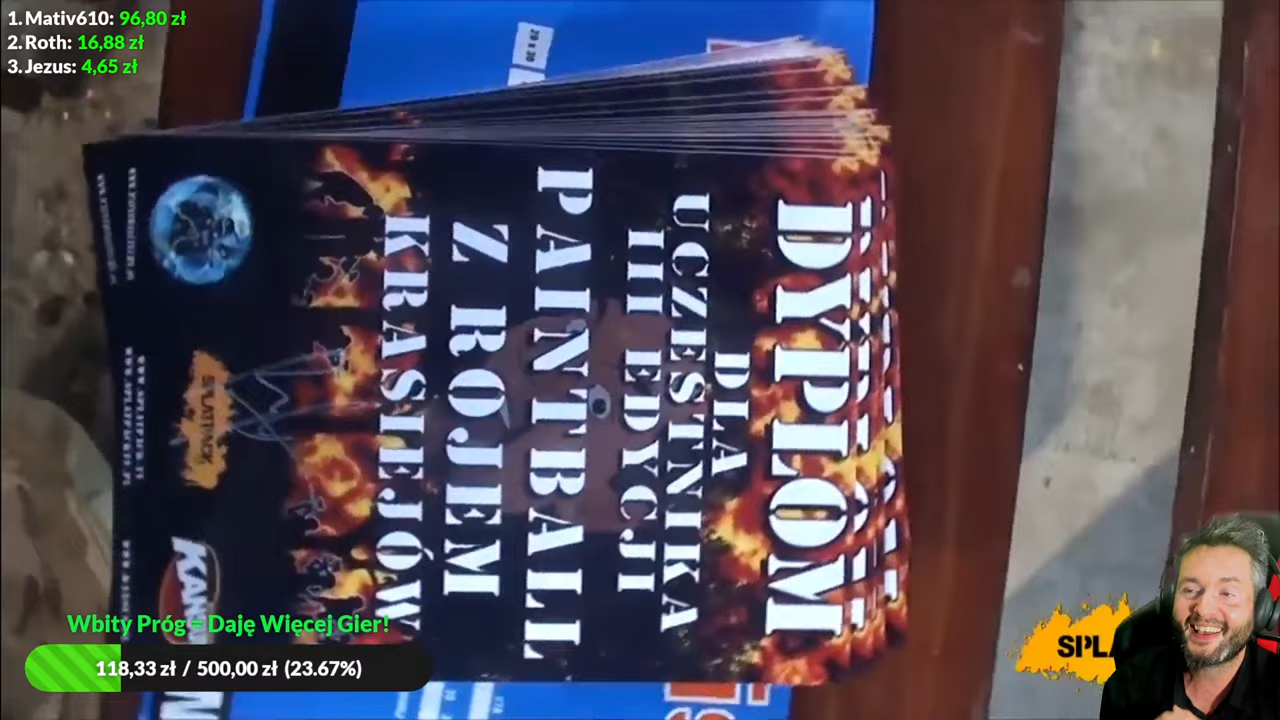 1. Mativ610: 96,80 zł
2. Roth: 16,88 zł
3. Jezus: 4,65 zł
DYPLOM
DLA
UCZESTNIKA
III EDYCJI
PAINTBALL
Z ROJEM
KRASIEJÓW
SPLATPACK
Wbity Próg = Daję Więcej Gier!
118,33 zł / 500,00 zł (23.67%)